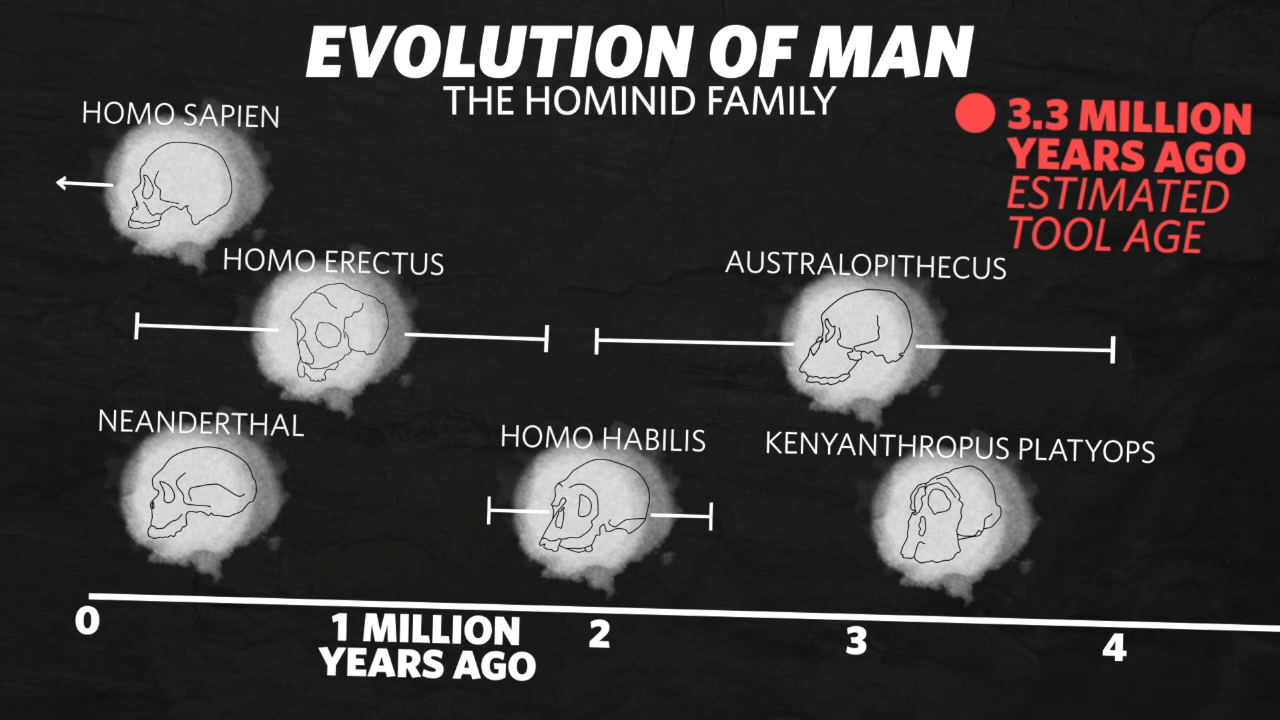 EVOLUTION OF MAN
THE HOMINID FAMILY
HOMO SAPIEN
3.3 MILLION
YEARS AGO
ESTIMATED
TOOL AGE
HOMO ERECTUS
AUSTRALOPITHECUS
NEANDERTHAL
HOMO HABILIS
KENYANTHROPUS PLATYOPS
0
1 MILLION
YEARS AGO
2
3
4